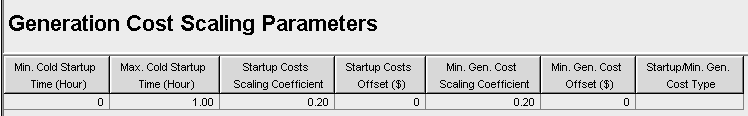 Generation Cost Scaling Parameters
Min. Cold Startup Time (Hour) Max. Cold Startup Time (Hour) Startup Costs Scaling Coefficient Startup Costs Offset ($) Min. Gen. Cost Scaling Coefficient Min. Gen. Cost Offset ($) Startup/Min. Gen. Cost Type
0 1.00 0.20 0 0.20 0